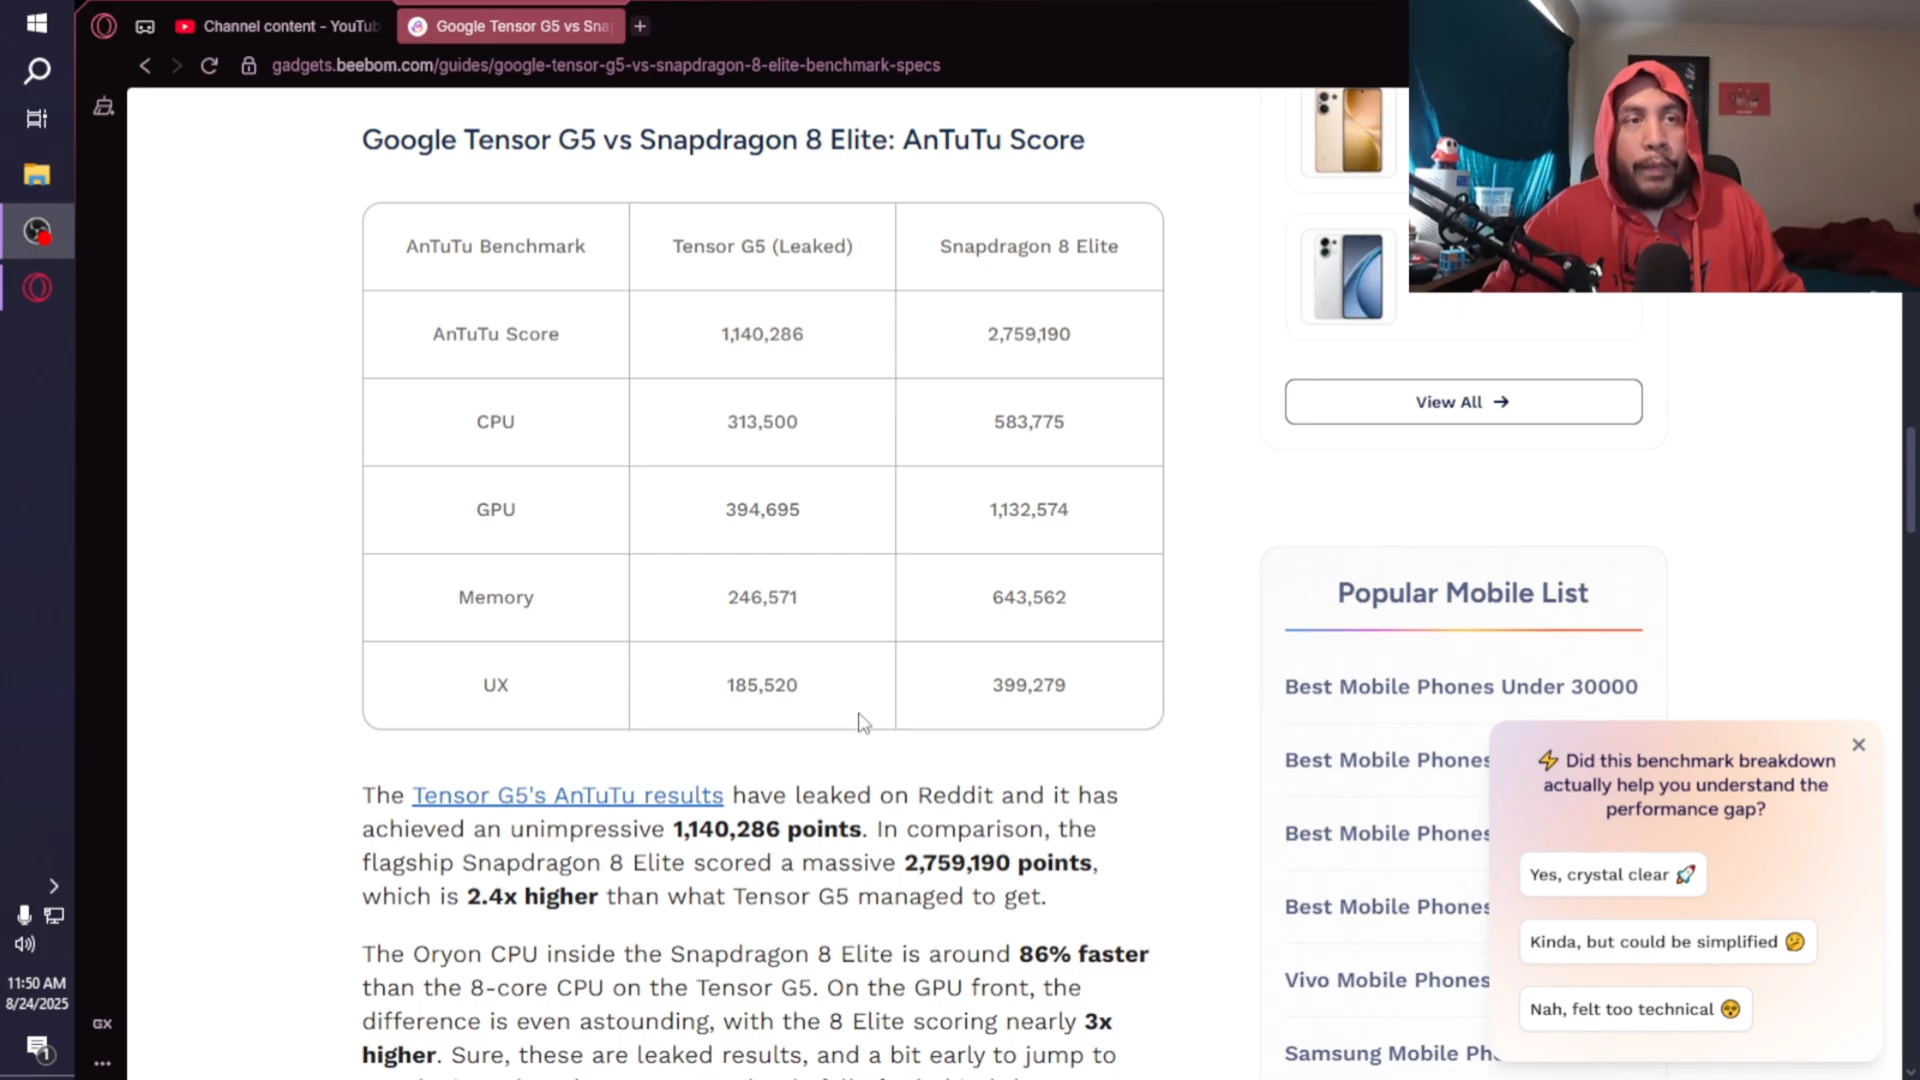 Channel content - YouTub
Google Tensor G5 vs Sna
gadgets.beebom.com/guides/google-tensor-g5-vs-snapdragon-8-elite-benchmark-specs
Google Tensor G5 vs Snapdragon 8 Elite: AnTuTu Score
AnTuTu Benchmark Tensor G5 (Leaked) Snapdragon 8 Elite
AnTuTu Score 1,140,286 2,759,190
CPU 313,500 583,775
GPU 394,695 1,132,574
Memory 246,571 643,562
UX 185,520 399,279
The Tensor G5's AnTuTu results have leaked on Reddit and it has
achieved an unimpressive 1,140,286 points. In comparison, the
flagship Snapdragon 8 Elite scored a massive 2,759,190 points,
which is 2.4x higher than what Tensor G5 managed to get.
The Oryon CPU inside the Snapdragon 8 Elite is around 86% faster
than the 8-core CPU on the Tensor G5. On the GPU front, the
difference is even astounding, with the 8 Elite scoring nearly 3x
higher. Sure, these are leaked results, and a bit early to jump to
View All →
Popular Mobile List
Best Mobile Phones Under 30000
Best Mobile Phones
Best Mobile Phones
Best Mobile Phones
Vivo Mobile Phones
Samsung Mobile Ph
⚡ Did this benchmark breakdown
actually help you understand the
performance gap?
Yes, crystal clear 🚀
Kinda, but could be simplified 🤔
Nah, felt too technical 😵
11:50 AM
8/24/2025
GX
1